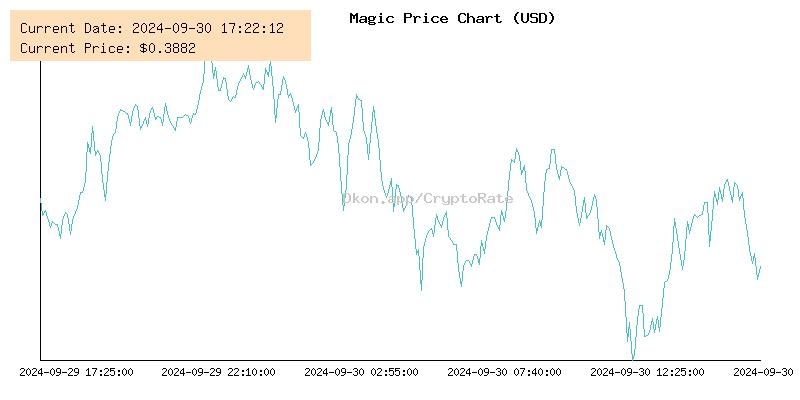 Magic Price Chart (USD)
Current Date: 2024-09-30 17:22:12
Current Price: $0.3882
Okon.app/CryptoRate
2024-09-29 17:25:00 2024-09-29 22:10:00 2024-09-30 02:55:00 2024-09-30 07:40:00 2024-09-30 12:25:00 2024-09-30